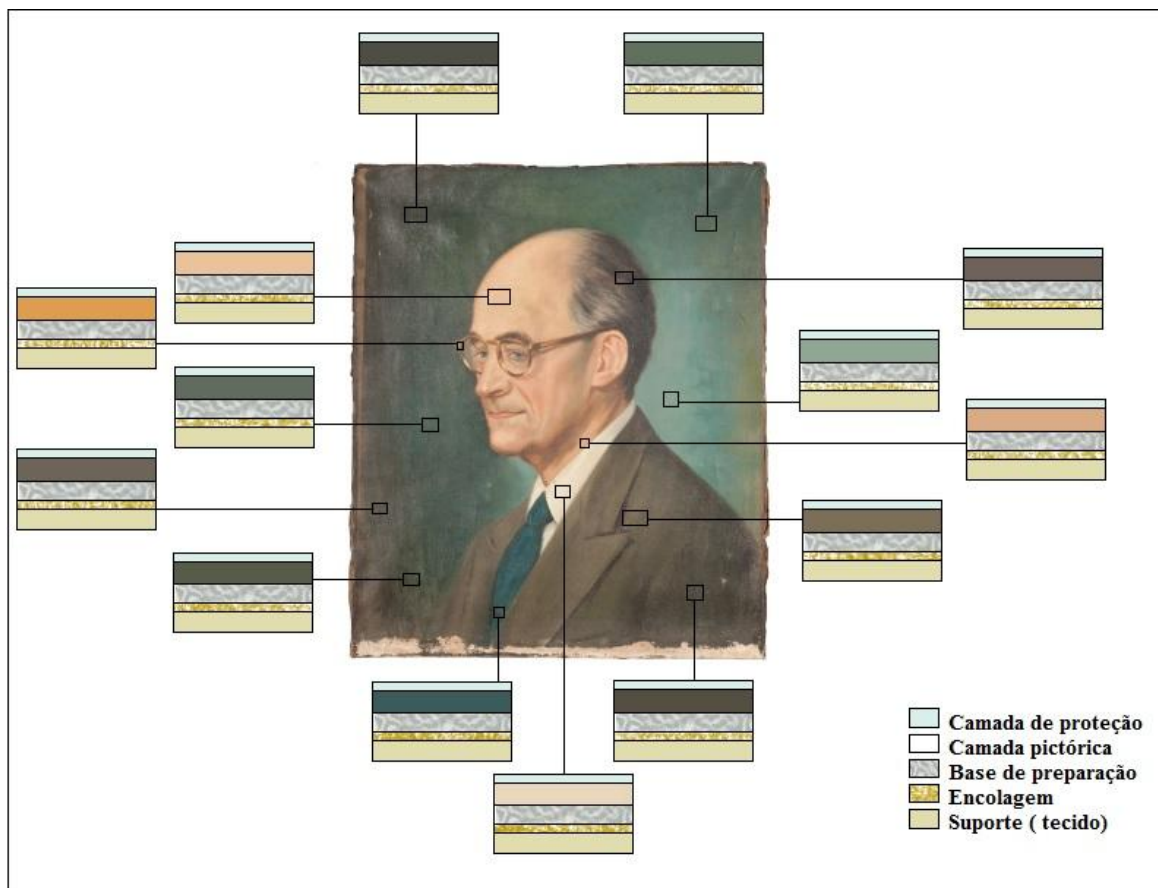 Camada de proteção
Camada pictórica
Base de preparação
Encolagem
Suporte ( tecido)